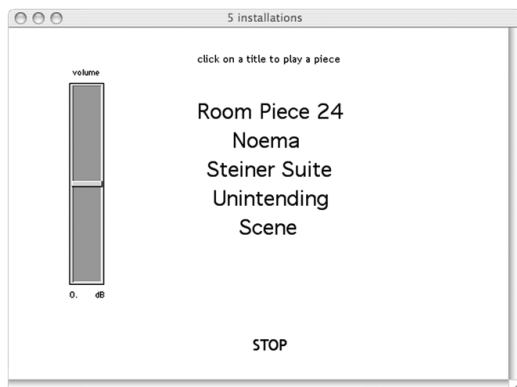 5 installations
click on a title to play a piece
volume
Room Piece 24
Noema
Steiner Suite
Unintending
Scene
0. dB
STOP